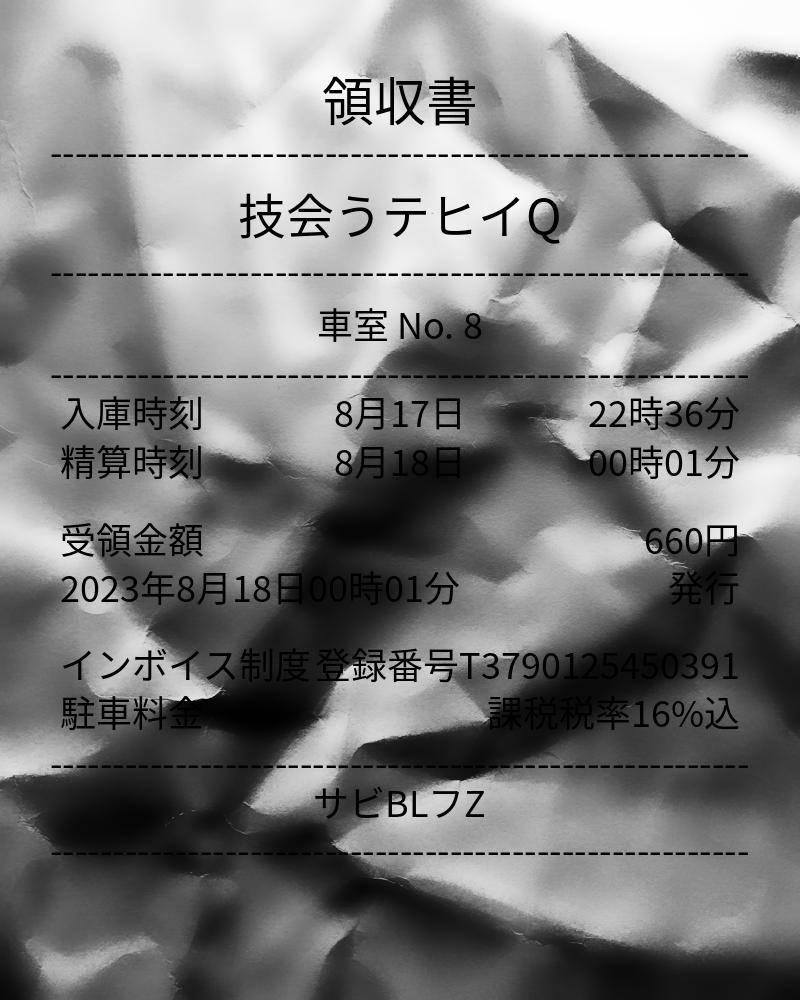 領収書
技会うテヒイQ
車室 No. 8
入庫時刻 8月17日 22時36分
精算時刻 8月18日 00時01分
受領金額 660円
2023年8月18日00時01分 発行
インボイス制度 登録番号T3790125450391
駐車料金 課税税率16%込
サビBLフZ